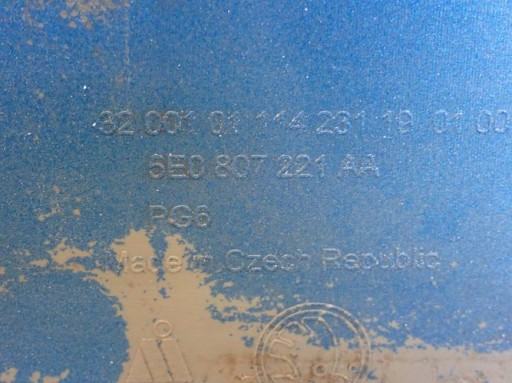 32 001 01 114 231 19 01 00
5E0 807 221 AA
PG6
Made in Czech Republic